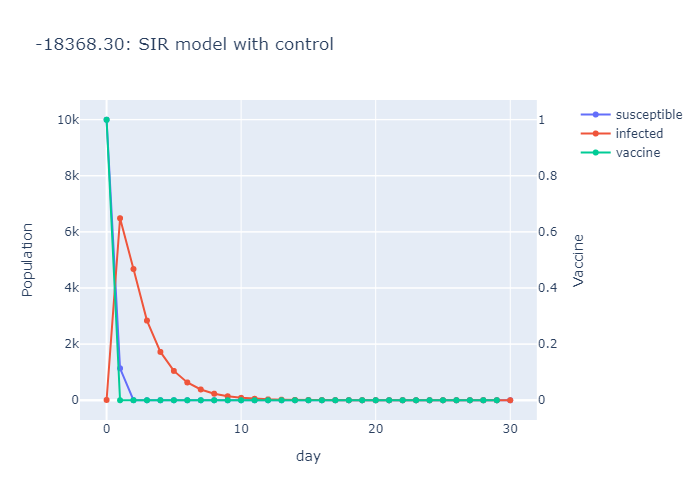 -18368.30: SIR model with control
10k
8k
6k
4k
2k
0
Population
1
0.8
0.6
0.4
0.2
0
Vaccine
0
10
20
30
day
susceptible
infected
vaccine